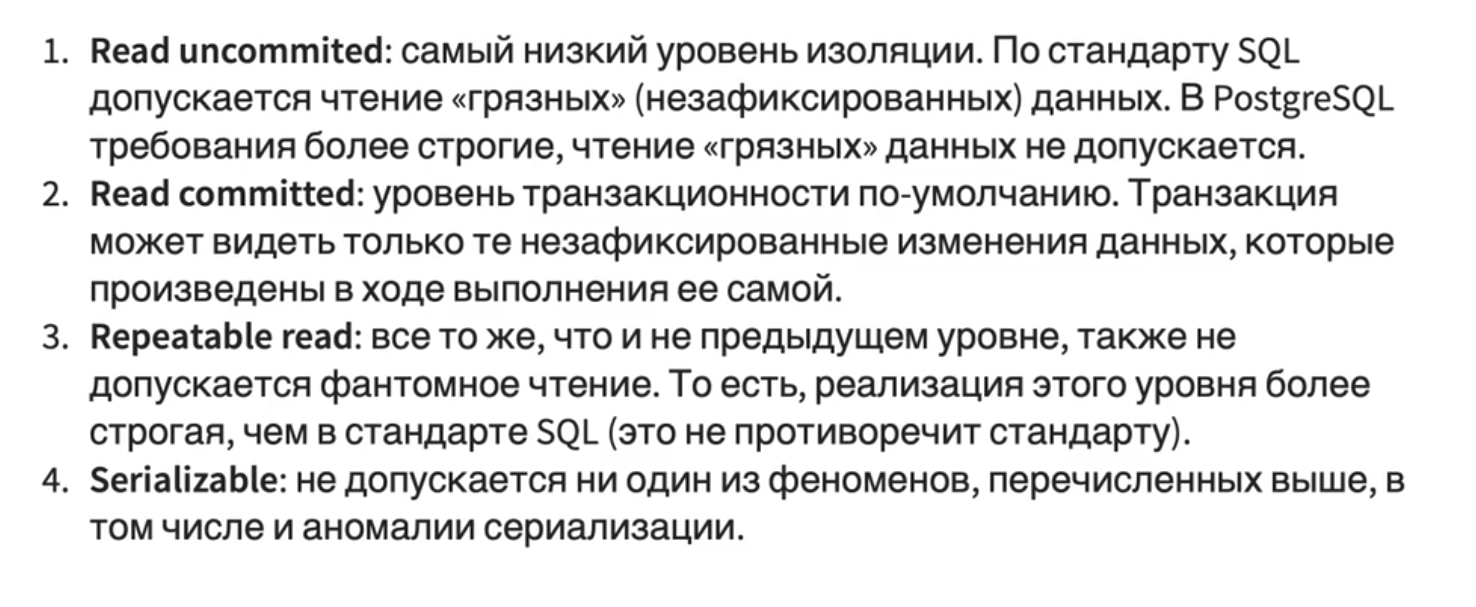 1. Read uncommited: самый низкий уровень изоляции. По стандарту SQL
допускается чтение «грязных» (незафиксированных) данных. В PostgreSQL
требования более строгие, чтение «грязных» данных не допускается.
2. Read committed: уровень транзакционности по-умолчанию. Транзакция
может видеть только те незафиксированные изменения данных, которые
произведены в ходе выполнения ее самой.
3. Repeatable read: все то же, что и не предыдущем уровне, также не
допускается фантомное чтение. То есть, реализация этого уровня более
строгая, чем в стандарте SQL (это не противоречит стандарту).
4. Serializable: не допускается ни один из феноменов, перечисленных выше, в
том числе и аномалии сериализации.